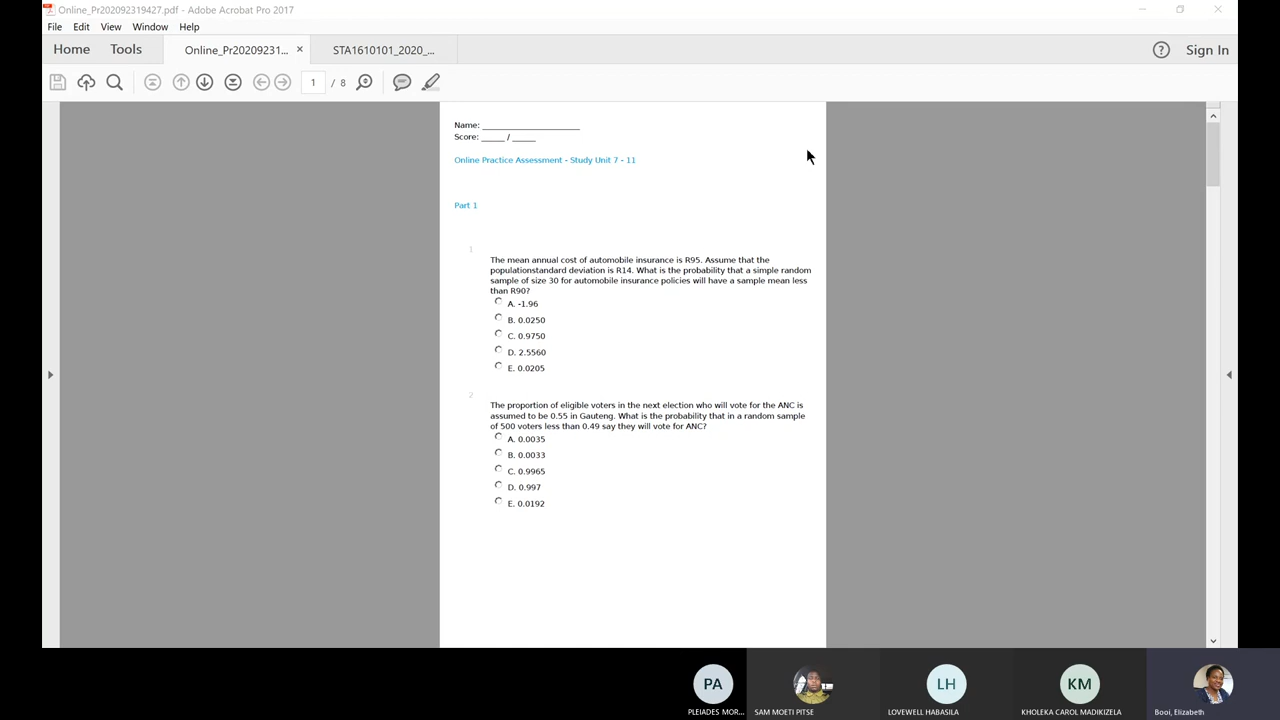 Online_Pr202092319427.pdf - Adobe Acrobat Pro 2017
File Edit View Window Help
Home Tools Online_Pr20209231... × STA1610101_2020_... Sign In
1 / 8
Name: ____________________
Score: _____ / _____
Online Practice Assessment - Study Unit 7 - 11
Part 1
1
The mean annual cost of automobile insurance is R95. Assume that the
populationstandard deviation is R14. What is the probability that a simple random
sample of size 30 for automobile insurance policies will have a sample mean less
than R90?
A. -1.96
B. 0.0250
C. 0.9750
D. 2.5560
E. 0.0205
2
The proportion of eligible voters in the next election who will vote for the ANC is
assumed to be 0.55 in Gauteng. What is the probability that in a random sample
of 500 voters less than 0.49 say they will vote for ANC?
A. 0.0035
B. 0.0033
C. 0.9965
D. 0.997
E. 0.0192
PA LH KM
PLEIADES MOR... SAM MOETI PITSE LOVEWELL HABASILA KHOLEKA CAROL MADIKIZELA Booi, Elizabeth